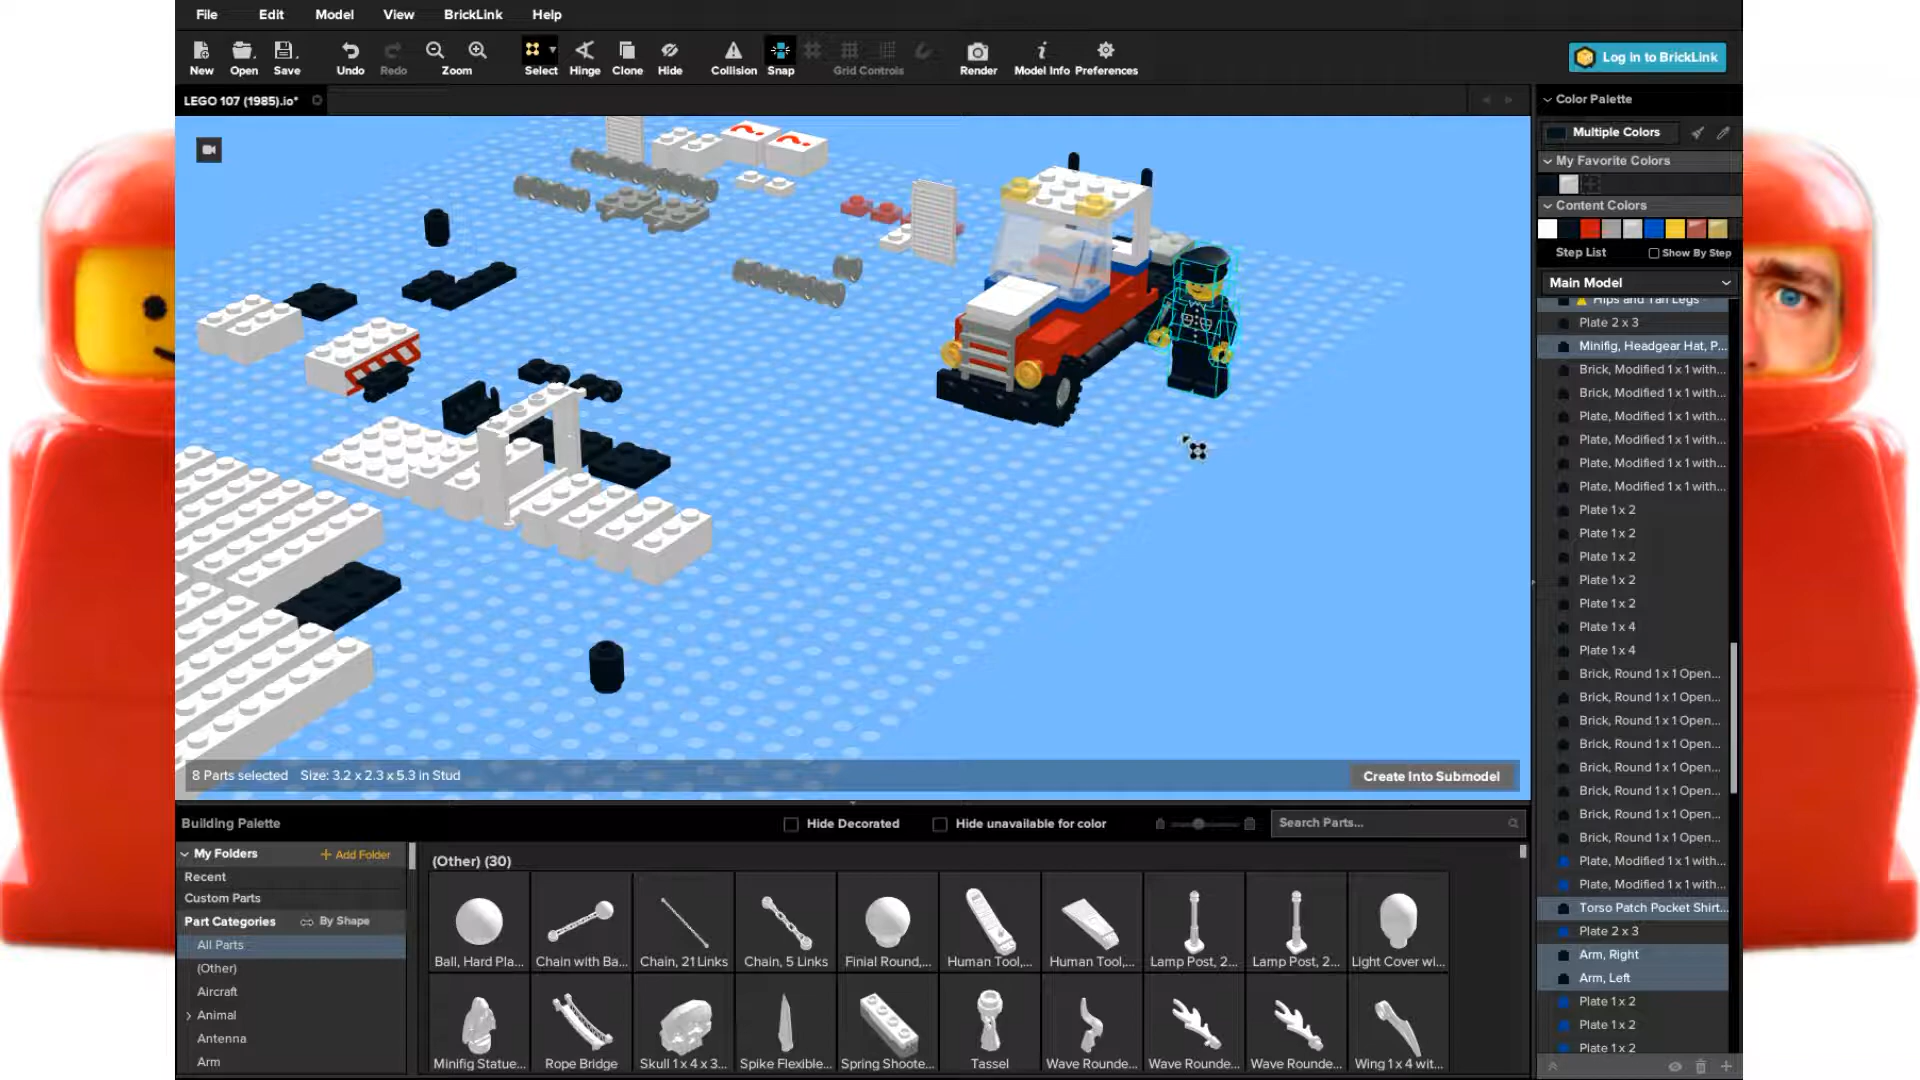 File Edit Model View BrickLink Help
New Open Save Undo Redo Zoom Select Hinge Clone Hide Collision Snap Grid Controls Render Model Info Preferences
Log in to BrickLink
LEGO 107 (1985).io*
Color Palette
Multiple Colors
My Favorite Colors
Content Colors
Step List Show By Step
Main Model
Hips and Tan Legs
Plate 2 x 3
Minifig, Headgear Hat, P...
Brick, Modified 1 x 1 with...
Brick, Modified 1 x 1 with...
Plate, Modified 1 x 1 with...
Plate, Modified 1 x 1 with...
Plate, Modified 1 x 1 with...
Plate, Modified 1 x 1 with...
Plate 1 x 2
Plate 1 x 2
Plate 1 x 2
Plate 1 x 2
Plate 1 x 2
Plate 1 x 4
Plate 1 x 4
Brick, Round 1 x 1 Open...
Brick, Round 1 x 1 Open...
Brick, Round 1 x 1 Open...
Brick, Round 1 x 1 Open...
Brick, Round 1 x 1 Open...
Brick, Round 1 x 1 Open...
Brick, Round 1 x 1 Open...
Brick, Round 1 x 1 Open...
Plate, Modified 1 x 1 with...
Plate, Modified 1 x 1 with...
Torso Patch Pocket Shirt...
Plate 2 x 3
Arm, Right
Arm, Left
Plate 1 x 2
Plate 1 x 2
Plate 1 x 2
8 Parts selected Size: 3.2 x 2.3 x 5.3 in Stud
Create Into Submodel
Building Palette
Hide Decorated Hide unavailable for color
Search Parts...
My Folders + Add Folder
Recent
Custom Parts
Part Categories By Shape
All Parts
(Other)
Aircraft
Animal
Antenna
Arm
(Other) (30)
Ball, Hard Pla... Chain with Ba... Chain, 21 Links Chain, 5 Links Finial Round,... Human Tool,... Human Tool,... Lamp Post, 2... Lamp Post, 2... Light Cover wi...
Minifig Statue... Rope Bridge Skull 1 x 4 x 3... Spike Flexible... Spring Shoote... Tassel Wave Rounde... Wave Rounde... Wave Rounde... Wing 1 x 4 wit...